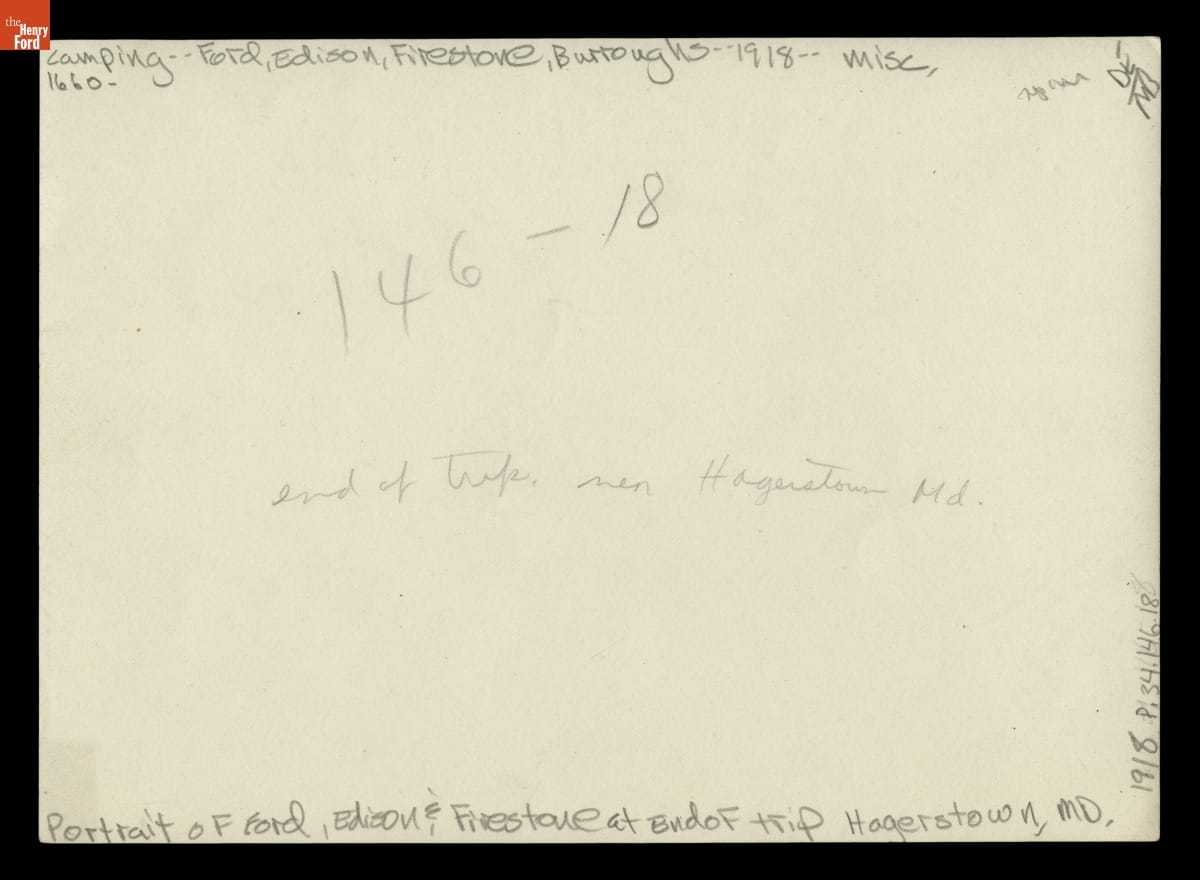 the
Henry
Ford
Camping--Ford, Edison, Firestone, Burroughs--1918-- Misc,
1660-
146-18
end of trip. near Hagerstown Md.
1918 P.34.146.18
Portrait of Ford, Edison & Firestone at End of trip Hagerstown, MD.